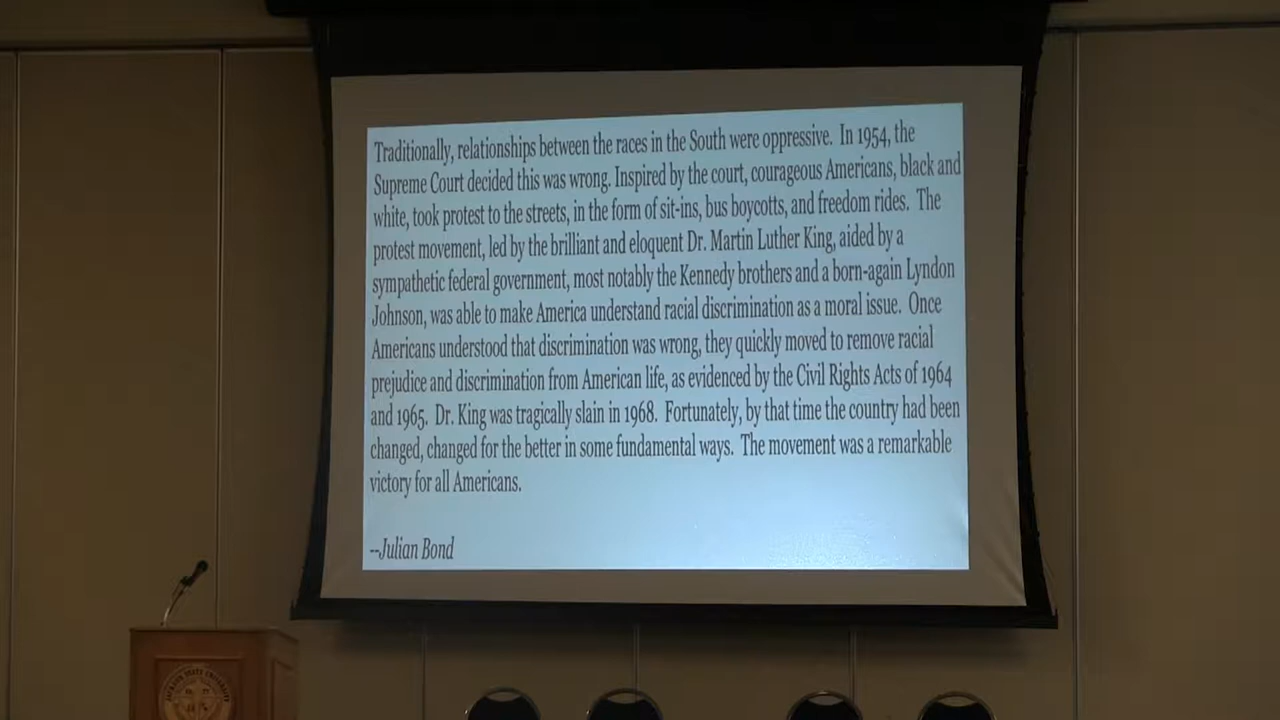 Traditionally, relationships between the races in the South were oppressive. In 1954, the
Supreme Court decided this was wrong. Inspired by the court, courageous Americans, black and
white, took protest to the streets, in the form of sit-ins, bus boycotts, and freedom rides. The
protest movement, led by the brilliant and eloquent Dr. Martin Luther King, aided by a
sympathetic federal government, most notably the Kennedy brothers and a born-again Lyndon
Johnson, was able to make America understand racial discrimination as a moral issue. Once
Americans understood that discrimination was wrong, they quickly moved to remove racial
prejudice and discrimination from American life, as evidenced by the Civil Rights Acts of 1964
and 1965. Dr. King was tragically slain in 1968. Fortunately, by that time the country had been
changed, changed for the better in some fundamental ways. The movement was a remarkable
victory for all Americans.
--Julian Bond
JACKSON STATE UNIVERSITY